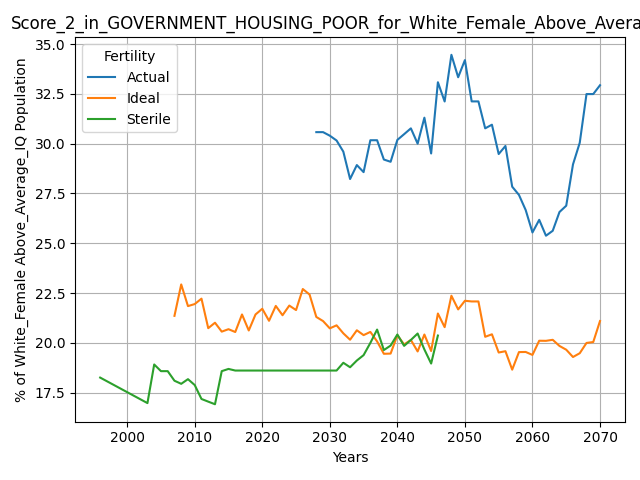 Score_2_in_GOVERNMENT_HOUSING_POOR_for_White_Female_Above_Avera
35.0
32.5
30.0
27.5
25.0
22.5
20.0
17.5
% of White_Female Above_Average_IQ Population
Fertility
Actual
Ideal
Sterile
2000
2010
2020
2030
2040
2050
2060
2070
Years